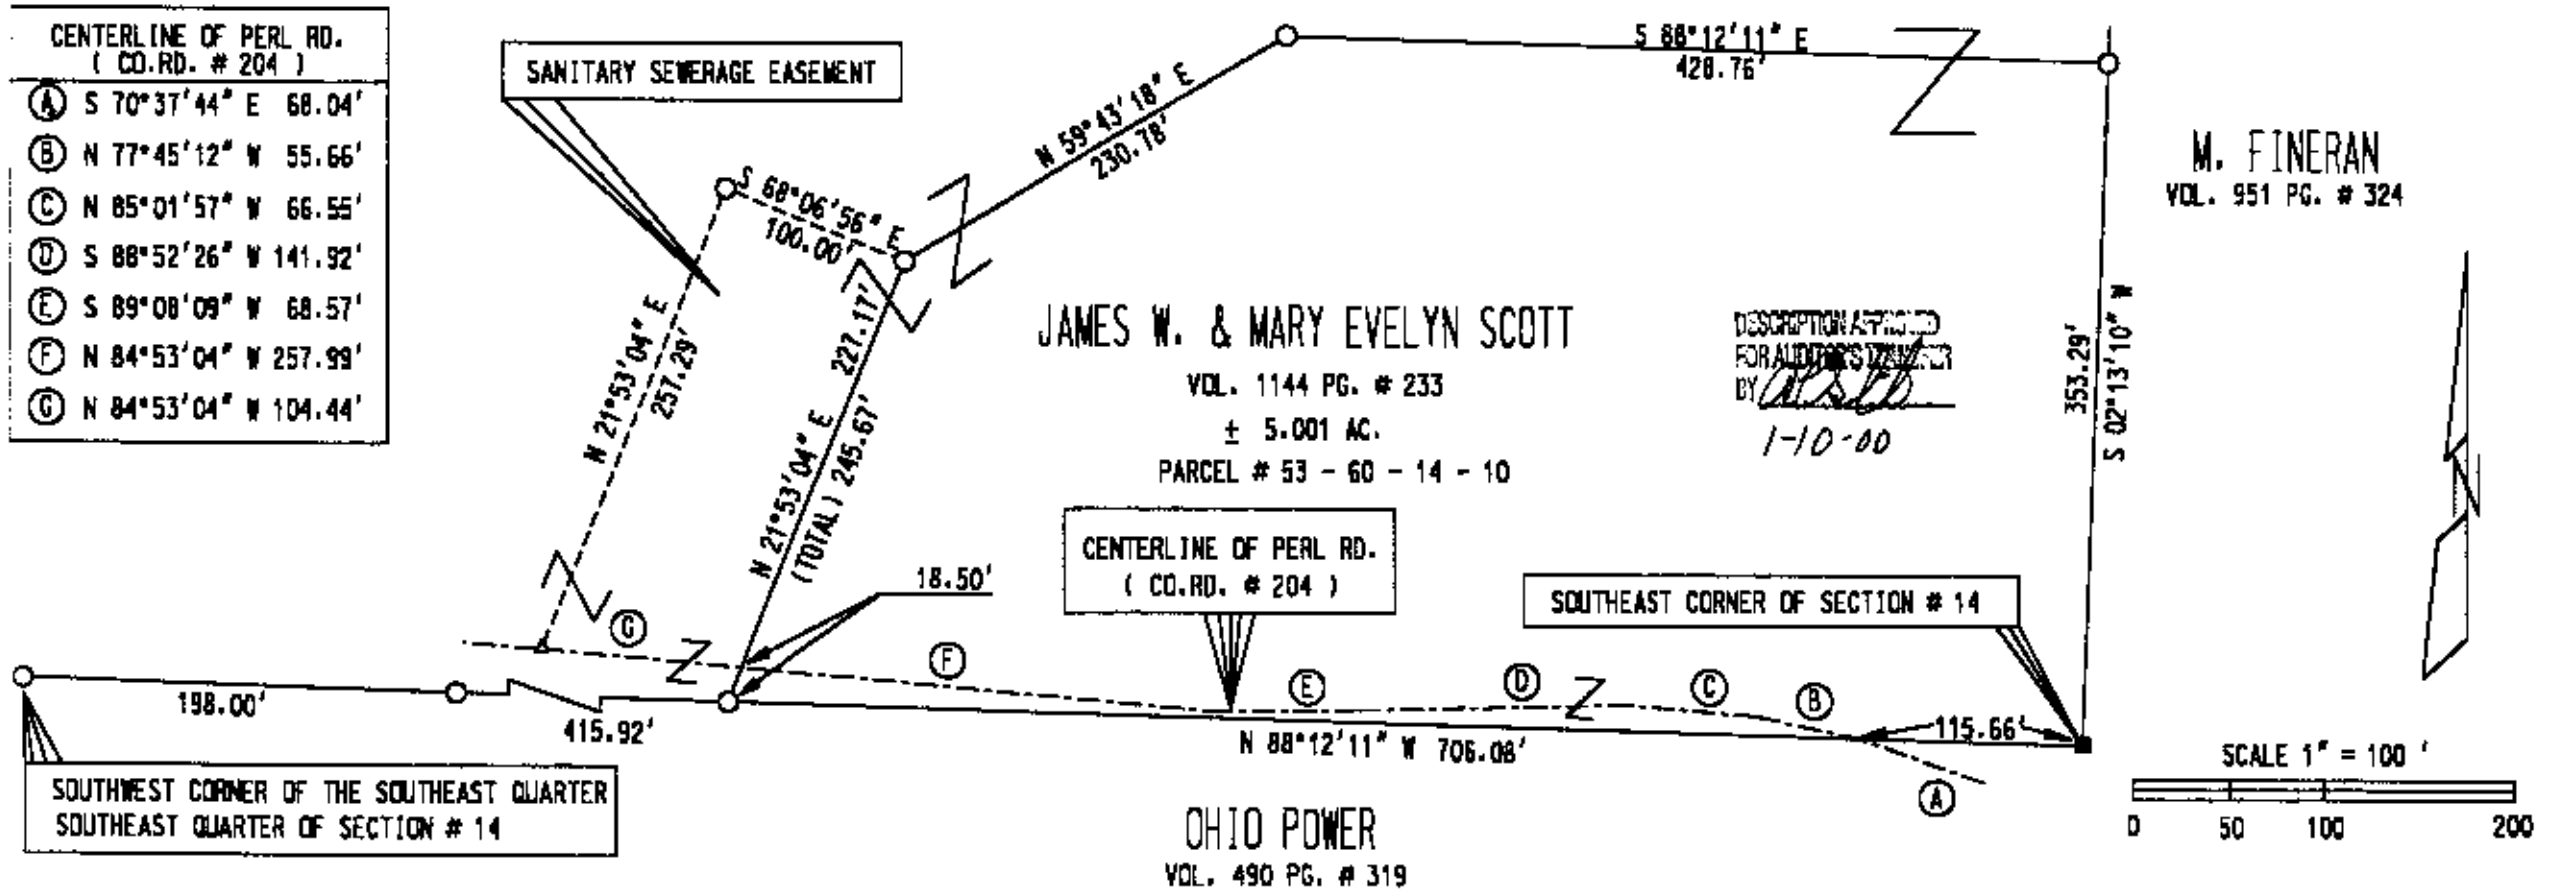 CENTERLINE OF PERL RD.
( CO.RD. # 204 )
A S 70°37'44" E 68.04'
B N 77°45'12" W 55.66'
C N 85°01'57" W 66.55'
D S 88°52'26" W 141.92'
E S 89°08'09" W 68.57'
F N 84°53'04" W 257.99'
G N 84°53'04" W 104.44'
SANITARY SEWERAGE EASEMENT
S 68°06'56" E
100.00'
N 59°43'18" E
230.78'
S 88°12'11" E
428.76'
M. FINERAN
VOL. 951 PG. # 324
N 21°53'04" E
257.29'
227.17'
N 21°53'04" E
(TOTAL) 245.67'
JAMES W. & MARY EVELYN SCOTT
VOL. 1144 PG. # 233
± 5.001 AC.
PARCEL # 53 - 60 - 14 - 10
DESCRIPTION APPROVED
FOR AUDITOR'S TRANSFER
BY
1-10-00
353.29'
S 02°13'10" W
18.50'
CENTERLINE OF PERL RD.
( CO.RD. # 204 )
SOUTHEAST CORNER OF SECTION # 14
G
F
E
D
C
B
A
198.00'
415.92'
N 88°12'11" W 706.08'
115.66'
SOUTHWEST CORNER OF THE SOUTHEAST QUARTER
SOUTHEAST QUARTER OF SECTION # 14
OHIO POWER
VOL. 490 PG. # 319
SCALE 1" = 100 '
0 50 100 200